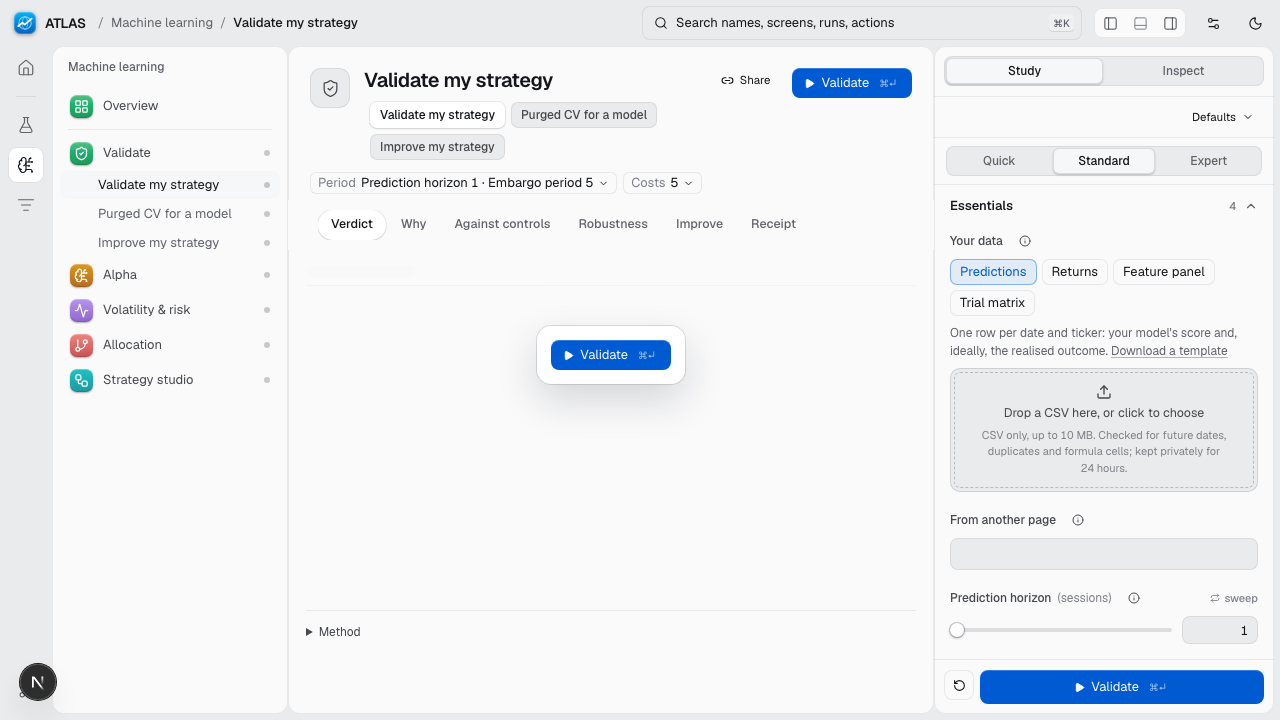 ATLAS / Machine learning / Validate my strategy
Search names, screens, runs, actions ⌘K
Machine learning
Overview
Validate
Validate my strategy
Purged CV for a model
Improve my strategy
Alpha
Volatility & risk
Allocation
Strategy studio
N
Validate my strategy
Share
Validate ⌘↵
Validate my strategy
Purged CV for a model
Improve my strategy
Period Prediction horizon 1 · Embargo period 5
Costs 5
Verdict
Why
Against controls
Robustness
Improve
Receipt
Validate ⌘↵
Method
Study
Inspect
Defaults
Quick
Standard
Expert
Essentials 4
Your data
Predictions
Returns
Feature panel
Trial matrix
One row per date and ticker: your model's score and,
ideally, the realised outcome. Download a template
Drop a CSV here, or click to choose
CSV only, up to 10 MB. Checked for future dates,
duplicates and formula cells; kept privately for
24 hours.
From another page
Prediction horizon (sessions)
sweep
1
Validate ⌘↵